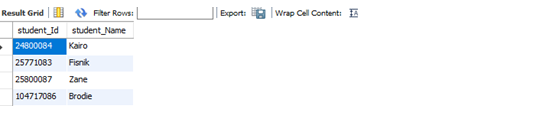 Result Grid Filter Rows: Export: Wrap Cell Content:
student_Id student_Name
24800084 Kairo
25771083 Fisnik
25800087 Zane
104717086 Brodie